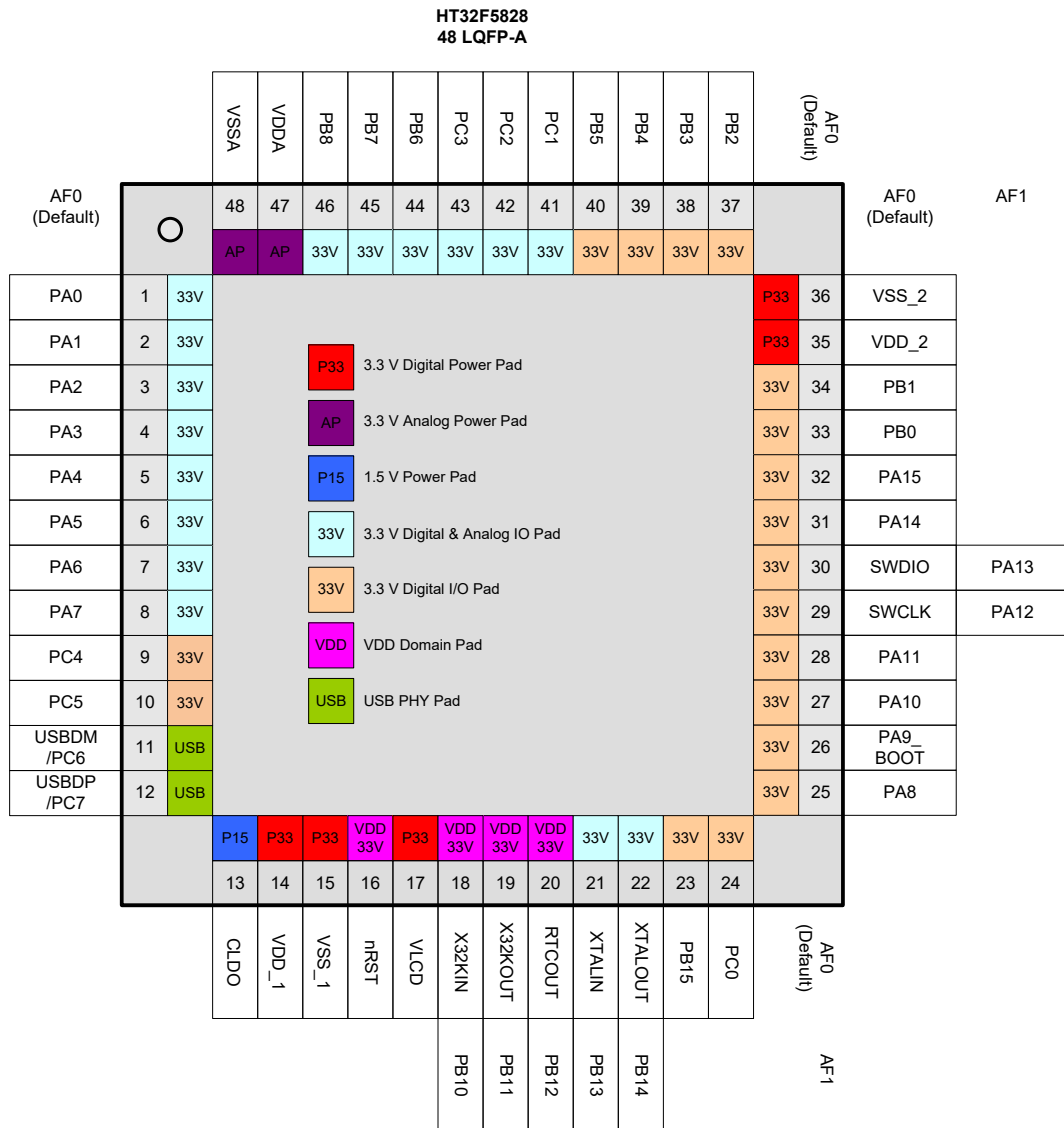 HT32F5828
48 LQFP-A
VSSA
VDDA
PB8
PB7
PB6
PC3
PC2
PC1
PB5
PB4
PB3
PB2
AF0
(Default)
AF0
(Default)
48 47 46 45 44 43 42 41 40 39 38 37
AF0
(Default)
AF1
AP AP 33V 33V 33V 33V 33V 33V 33V 33V 33V 33V
PA0 1 33V
P33 36 VSS_2
PA1 2 33V
P33 35 VDD_2
PA2 3 33V
33V 34 PB1
PA3 4 33V
33V 33 PB0
PA4 5 33V
33V 32 PA15
PA5 6 33V
33V 31 PA14
PA6 7 33V
33V 30 SWDIO PA13
PA7 8 33V
33V 29 SWCLK PA12
PC4 9 33V
33V 28 PA11
PC5 10 33V
33V 27 PA10
USBDM
/PC6
11 USB
33V 26
PA9_
BOOT
USBDP
/PC7
12 USB
33V 25 PA8
P33 3.3 V Digital Power Pad
AP 3.3 V Analog Power Pad
P15 1.5 V Power Pad
33V 3.3 V Digital & Analog IO Pad
33V 3.3 V Digital I/O Pad
VDD VDD Domain Pad
USB USB PHY Pad
P15 P33 P33 VDD 33V P33 VDD 33V VDD 33V VDD 33V 33V 33V 33V 33V
13 14 15 16 17 18 19 20 21 22 23 24
CLDO
VDD_1
VSS_1
nRST
VLCD
X32KIN
X32KOUT
RTCOUT
XTALIN
XTALOUT
PB15
PC0
AF0
(Default)
PB10
PB11
PB12
PB13
PB14
AF1